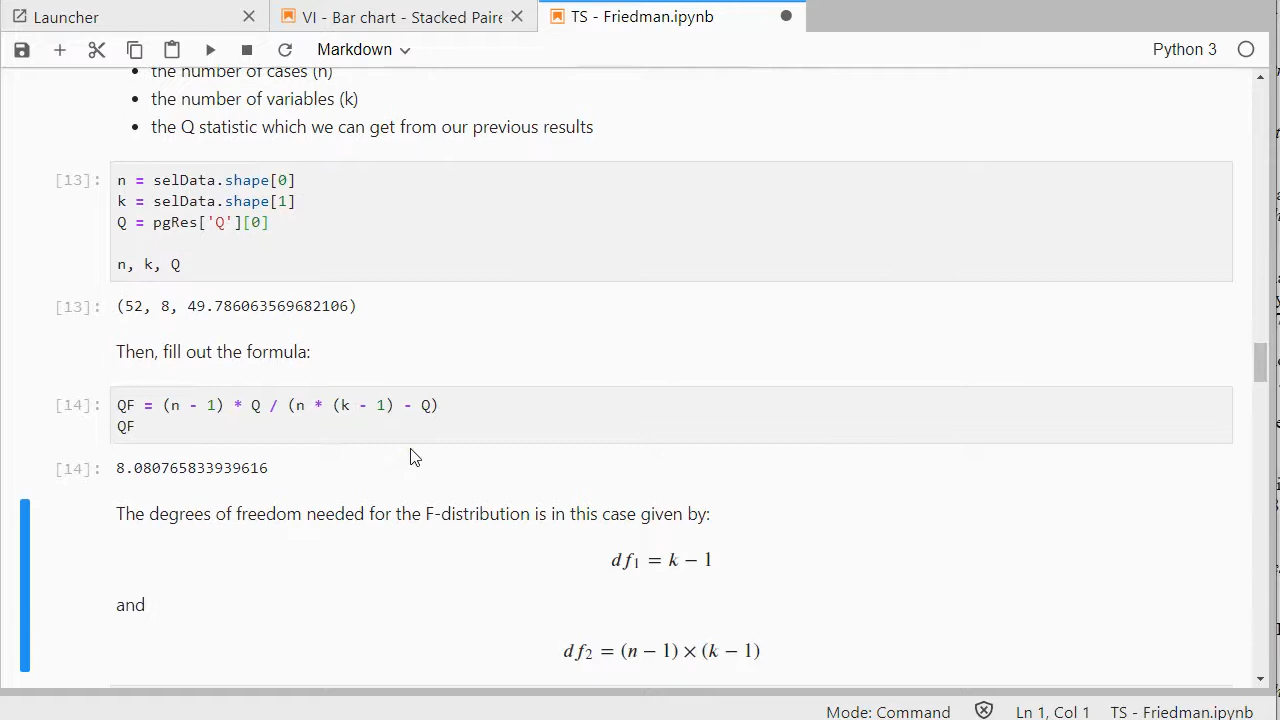 Launcher
VI - Bar chart - Stacked Paire
TS - Friedman.ipynb
Markdown
Python 3
• the number of cases (n)
• the number of variables (k)
• the Q statistic which we can get from our previous results
[13]: n = selData.shape[0]
k = selData.shape[1]
Q = pgRes['Q'][0]
n, k, Q
[13]: (52, 8, 49.786063569682106)
Then, fill out the formula:
[14]: QF = (n - 1) * Q / (n * (k - 1) - Q)
QF
[14]: 8.080765833939616
The degrees of freedom needed for the F-distribution is in this case given by:
df₁ = k − 1
and
df₂ = (n − 1) × (k − 1)
Mode: Command
Ln 1, Col 1
TS - Friedman.ipynb